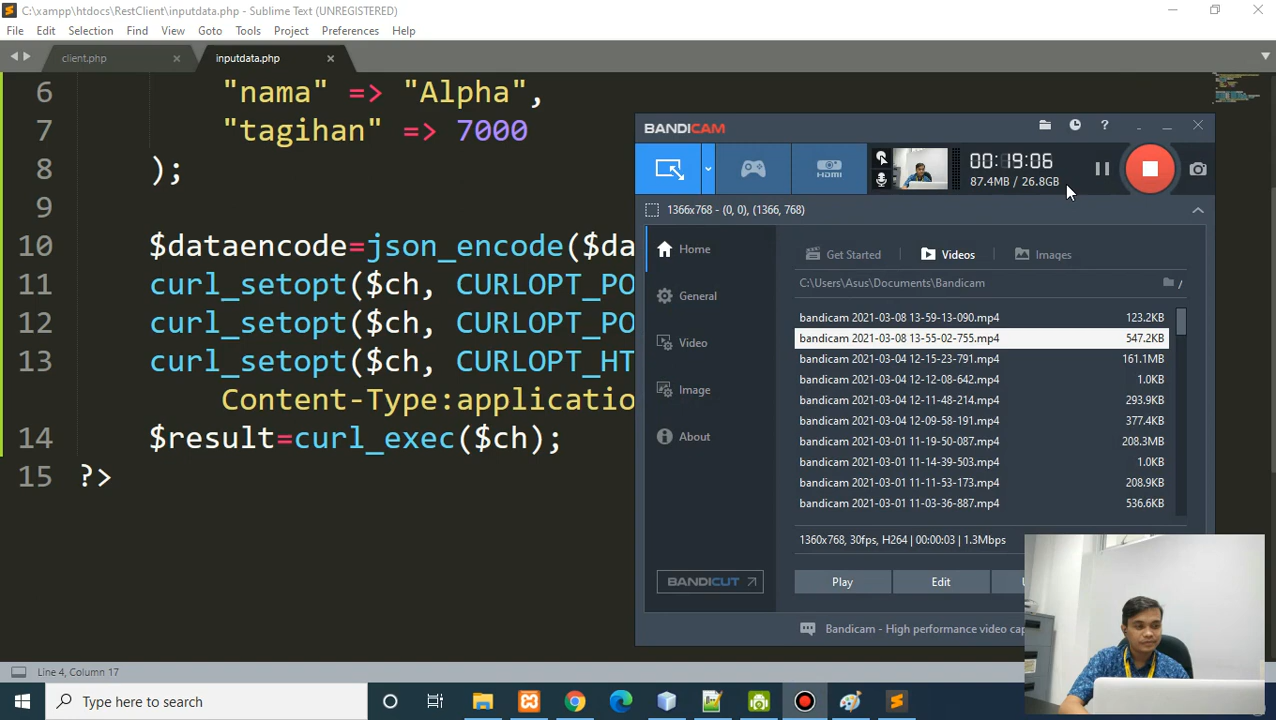 C:\xampp\htdocs\RestClient\inputdata.php - Sublime Text (UNREGISTERED)
File Edit Selection Find View Goto Tools Project Preferences Help
client.php
inputdata.php
6 "nama" => "Alpha",
7 "tagihan" => 7000
8 );
9
10 $dataencode=json_encode($da
11 curl_setopt($ch, CURLOPT_PO
12 curl_setopt($ch, CURLOPT_PO
13 curl_setopt($ch, CURLOPT_HT
Content-Type:applicatio
14 $result=curl_exec($ch);
15 ?>
BANDICAM
HDMI
00:19:06
87.4MB / 26.8GB
1366x768 - (0, 0), (1366, 768)
Home
General
Video
Image
About
BANDICUT
Get Started
Videos
Images
C:\Users\Asus\Documents\Bandicam
bandicam 2021-03-08 13-59-13-090.mp4 123.2KB
bandicam 2021-03-08 13-55-02-755.mp4 547.2KB
bandicam 2021-03-04 12-15-23-791.mp4 161.1MB
bandicam 2021-03-04 12-12-08-642.mp4 1.0KB
bandicam 2021-03-04 12-11-48-214.mp4 293.9KB
bandicam 2021-03-04 12-09-58-191.mp4 377.4KB
bandicam 2021-03-01 11-19-50-087.mp4 208.3MB
bandicam 2021-03-01 11-14-39-503.mp4 1.0KB
bandicam 2021-03-01 11-11-53-173.mp4 208.9KB
bandicam 2021-03-01 11-03-36-887.mp4 536.6KB
1360x768, 30fps, H264 | 00:00:03 | 1.3Mbps
Play
Edit
U
Bandicam - High performance video cap
Line 4, Column 17
Type here to search